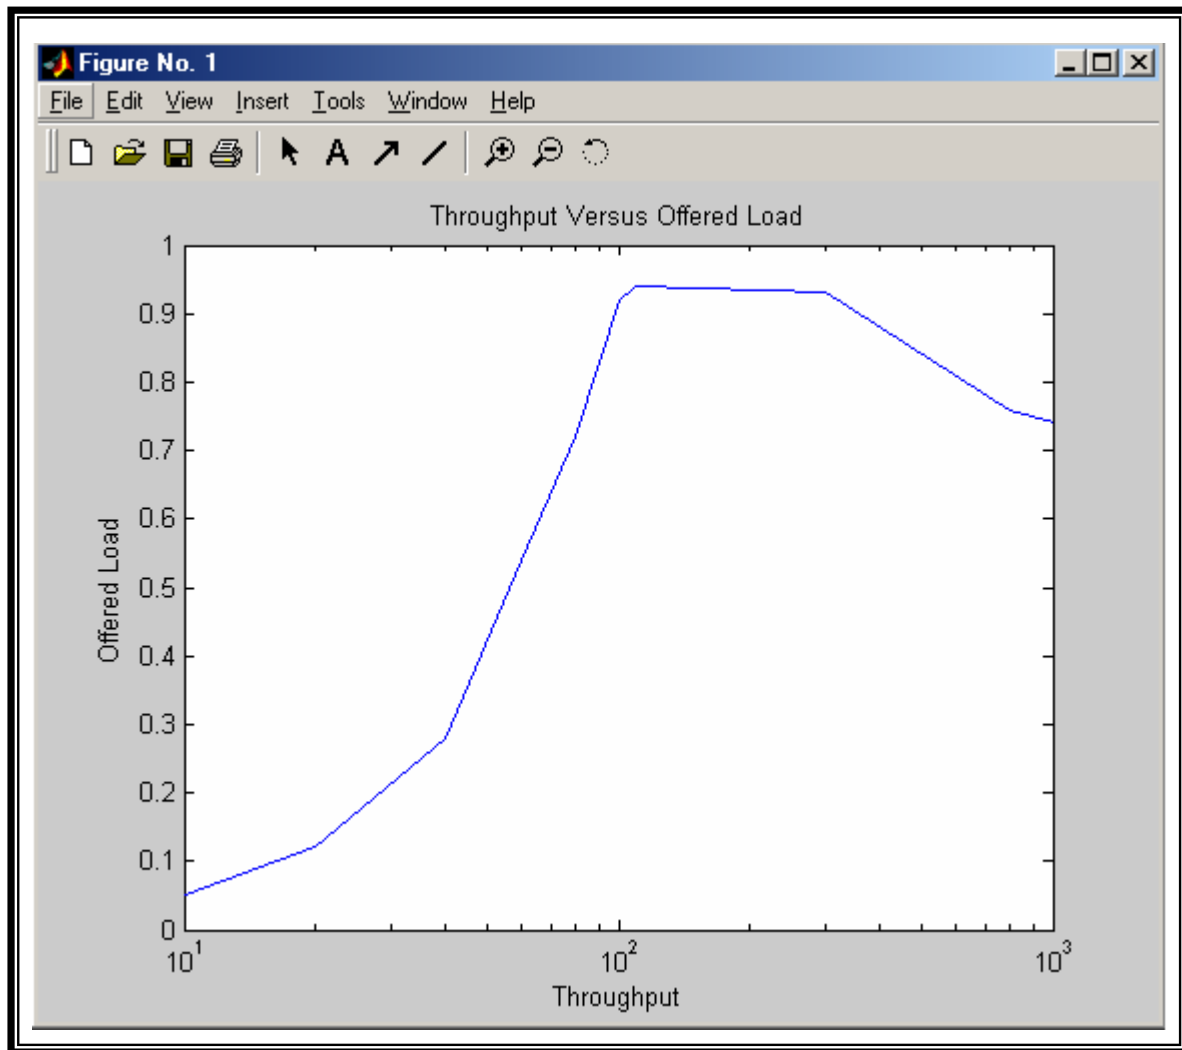 Figure No. 1
File Edit View Insert Tools Window Help
A
Throughput Versus Offered Load
1
0.9
0.8
0.7
0.6
0.5
0.4
0.3
0.2
0.1
0
Offered Load
10^1 10^2 10^3
Throughput